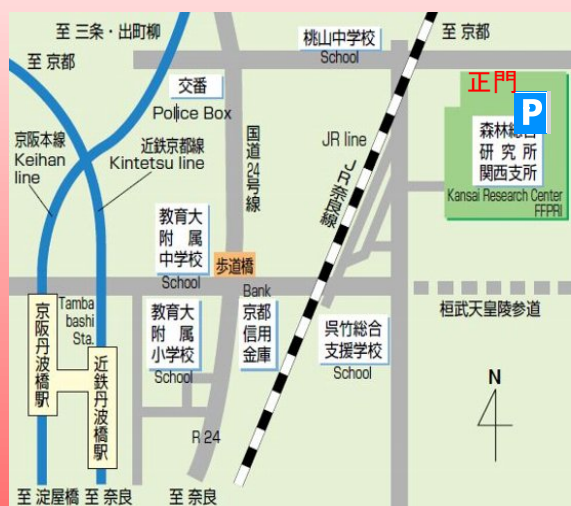 至 三条・出町柳
至 京都
交番
Police Box
桃山中学校
School
至 京都
正門
P
森林総合
研究所
関西支所
Kansai Research Center
FFPRI
京阪本線
Keihan
line
近鉄京都線
Kintetsu line
国道24号線
JR line
JR奈良線
教育大
附属
中学校
School
歩道橋
Bank
京都
信用
金庫
教育大
附属
小学校
School
呉竹総合
支援学校
School
桓武天皇陵参道
Tamba
bashi
Sta.
京阪丹波橋駅
近鉄丹波橋駅
N
R 24
至 淀屋橋
至 奈良
至 奈良